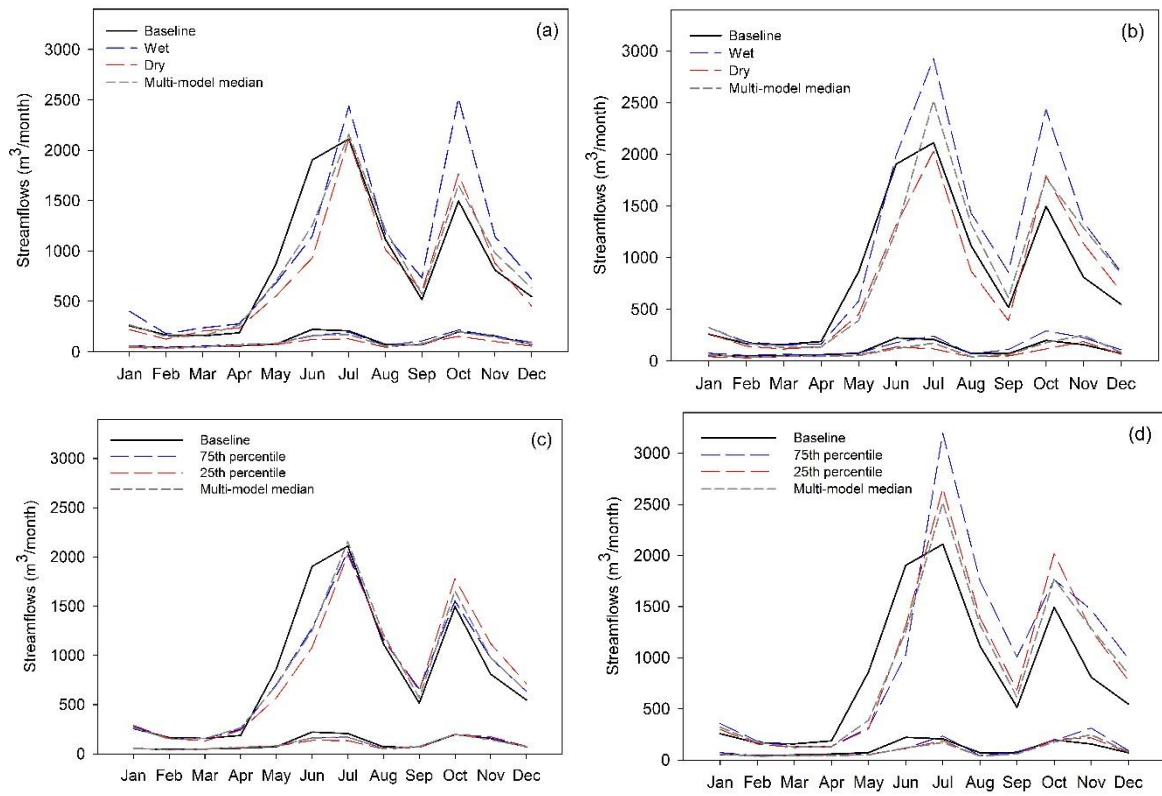 (a)
Baseline
Wet
Dry
Multi-model median
3000
2500
2000
1500
1000
500
0
Streamflows (m³/month)
Jan Feb Mar Apr May Jun Jul Aug Sep Oct Nov Dec
(b)
Baseline
Wet
Dry
Multi-model median
3000
2500
2000
1500
1000
500
0
Streamflows (m³/month)
Jan Feb Mar Apr May Jun Jul Aug Sep Oct Nov Dec
(c)
Baseline
75th percentile
25th percentile
Multi-model median
3000
2500
2000
1500
1000
500
0
Streamflows (m³/month)
Jan Feb Mar Apr May Jun Jul Aug Sep Oct Nov Dec
(d)
Baseline
75th percentile
25th percentile
Multi-model median
3000
2500
2000
1500
1000
500
0
Streamflows (m³/month)
Jan Feb Mar Apr May Jun Jul Aug Sep Oct Nov Dec